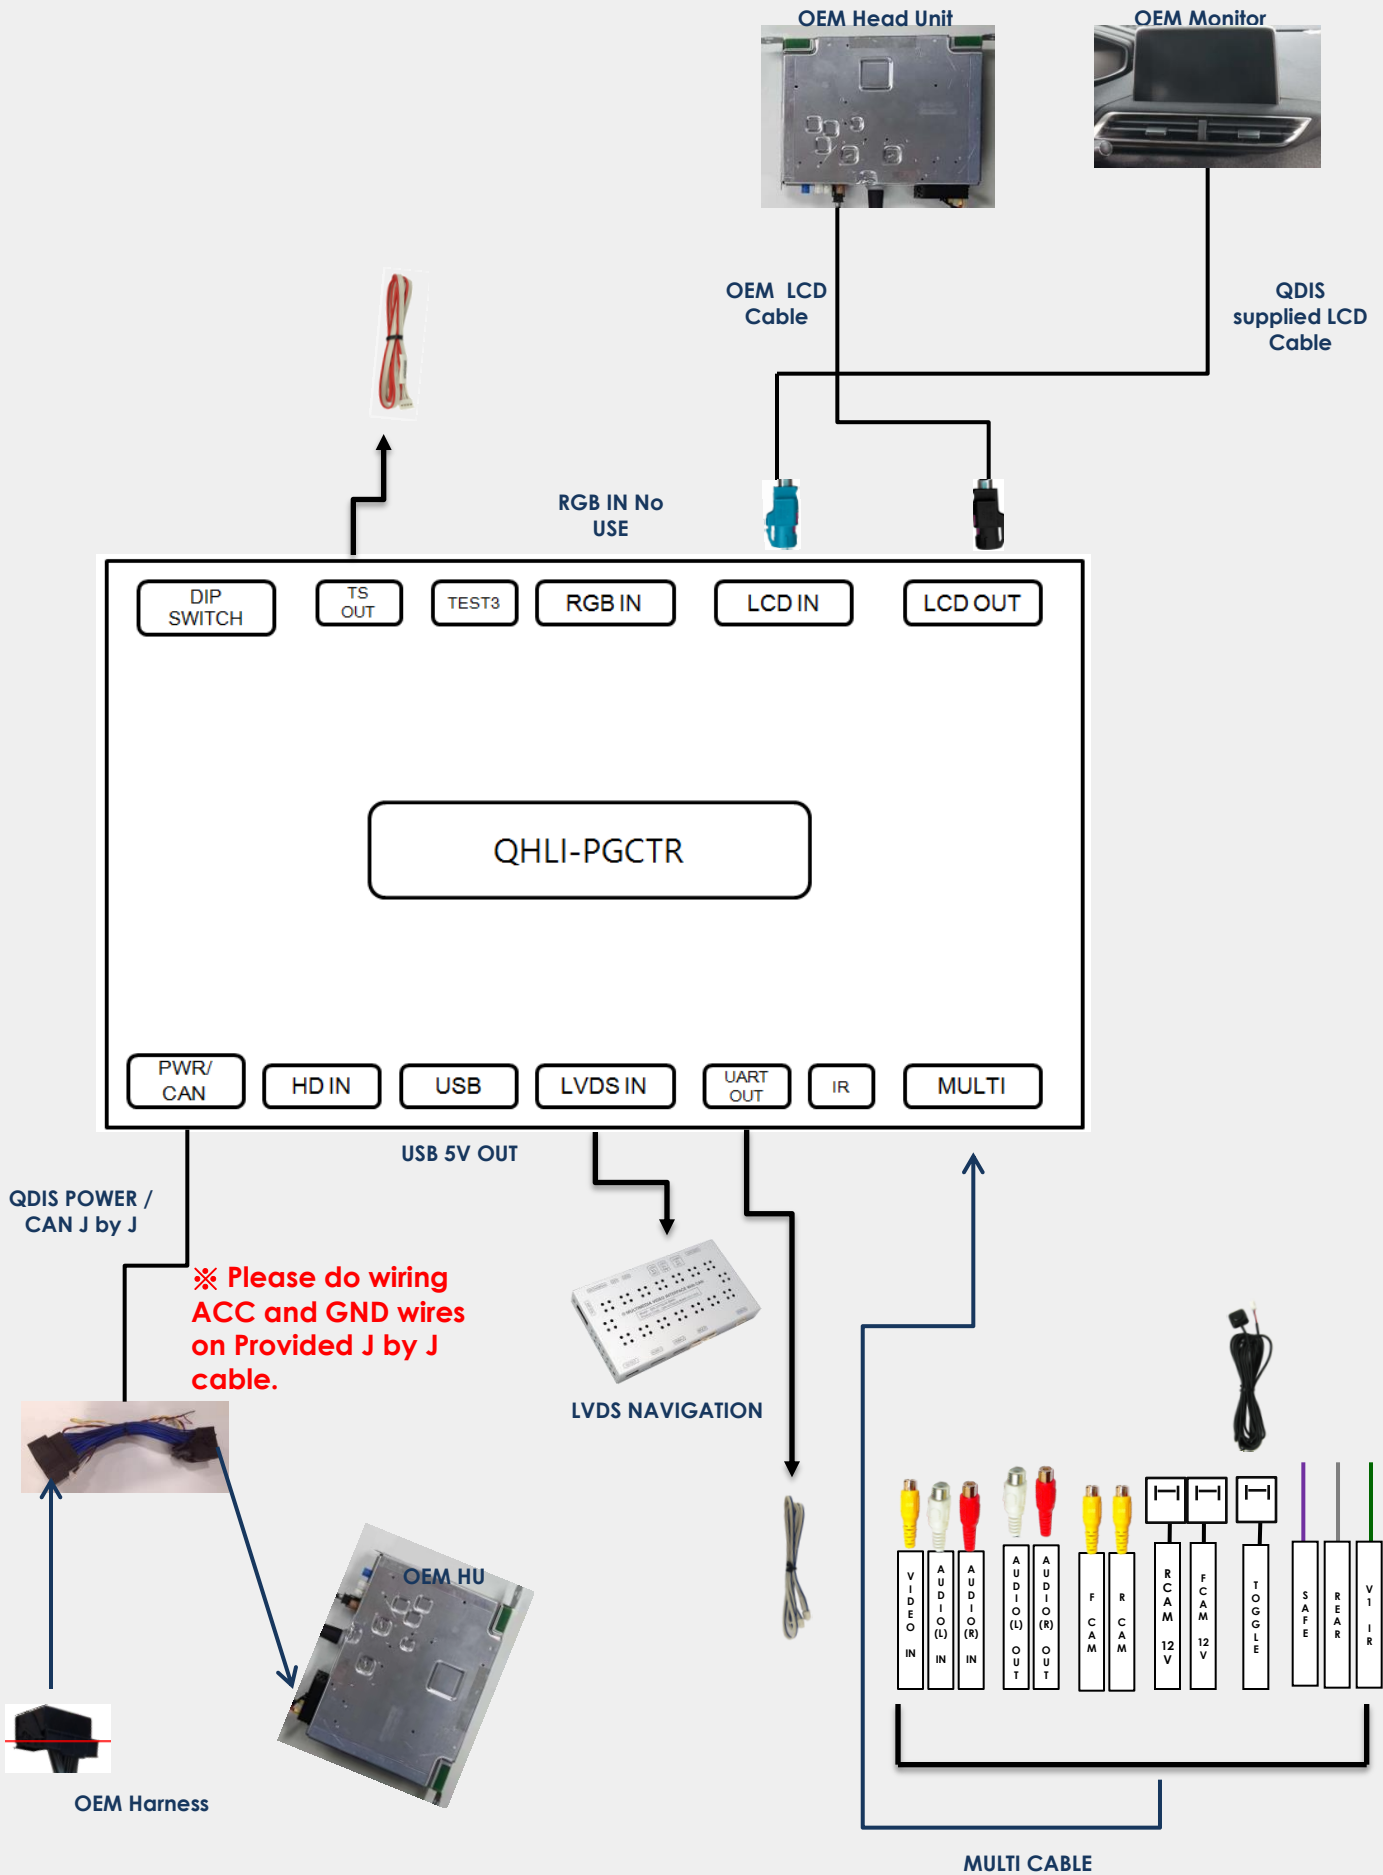 OEM Head Unit
OEM Monitor
OEM LCD
Cable
QDIS
supplied LCD
Cable
RGB IN No
USE
DIP
SWITCH
TS
OUT
TEST3
RGB IN
LCD IN
LCD OUT
QHLI-PGCTR
PWR/
CAN
HD IN
USB
LVDS IN
UART
OUT
IR
MULTI
USB 5V OUT
QDIS POWER /
CAN J by J
※ Please do wiring
ACC and GND wires
on Provided J by J
cable.
LVDS NAVIGATION
OEM HU
OEM Harness
VIDEO IN
AUDIO(L) IN
AUDIO(R) IN
AUDIO(L) OUT
AUDIO(R) OUT
F CAM
R CAM
RCAM 12V
FCAM 12V
TOGGLE
SAFE
REAR
V1 IR
MULTI CABLE